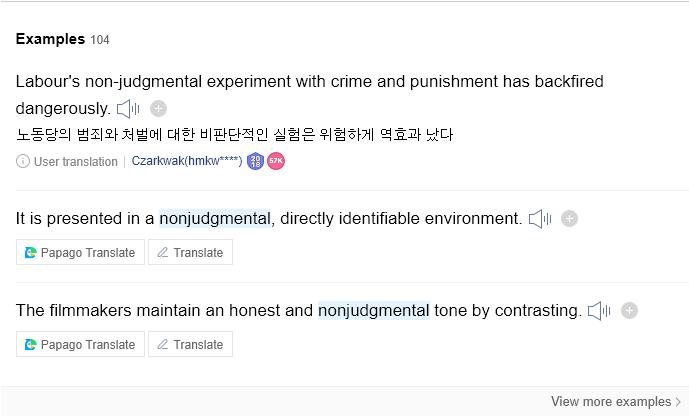 Examples 104
Labour's non-judgmental experiment with crime and punishment has backfired
dangerously.
노동당의 범죄와 처벌에 대한 비판단적인 실험은 위험하게 역효과 났다
User translation | Czarkwak(hmkw****) 2018 57K
It is presented in a nonjudgmental, directly identifiable environment.
Papago Translate Translate
The filmmakers maintain an honest and nonjudgmental tone by contrasting.
Papago Translate Translate
View more examples >